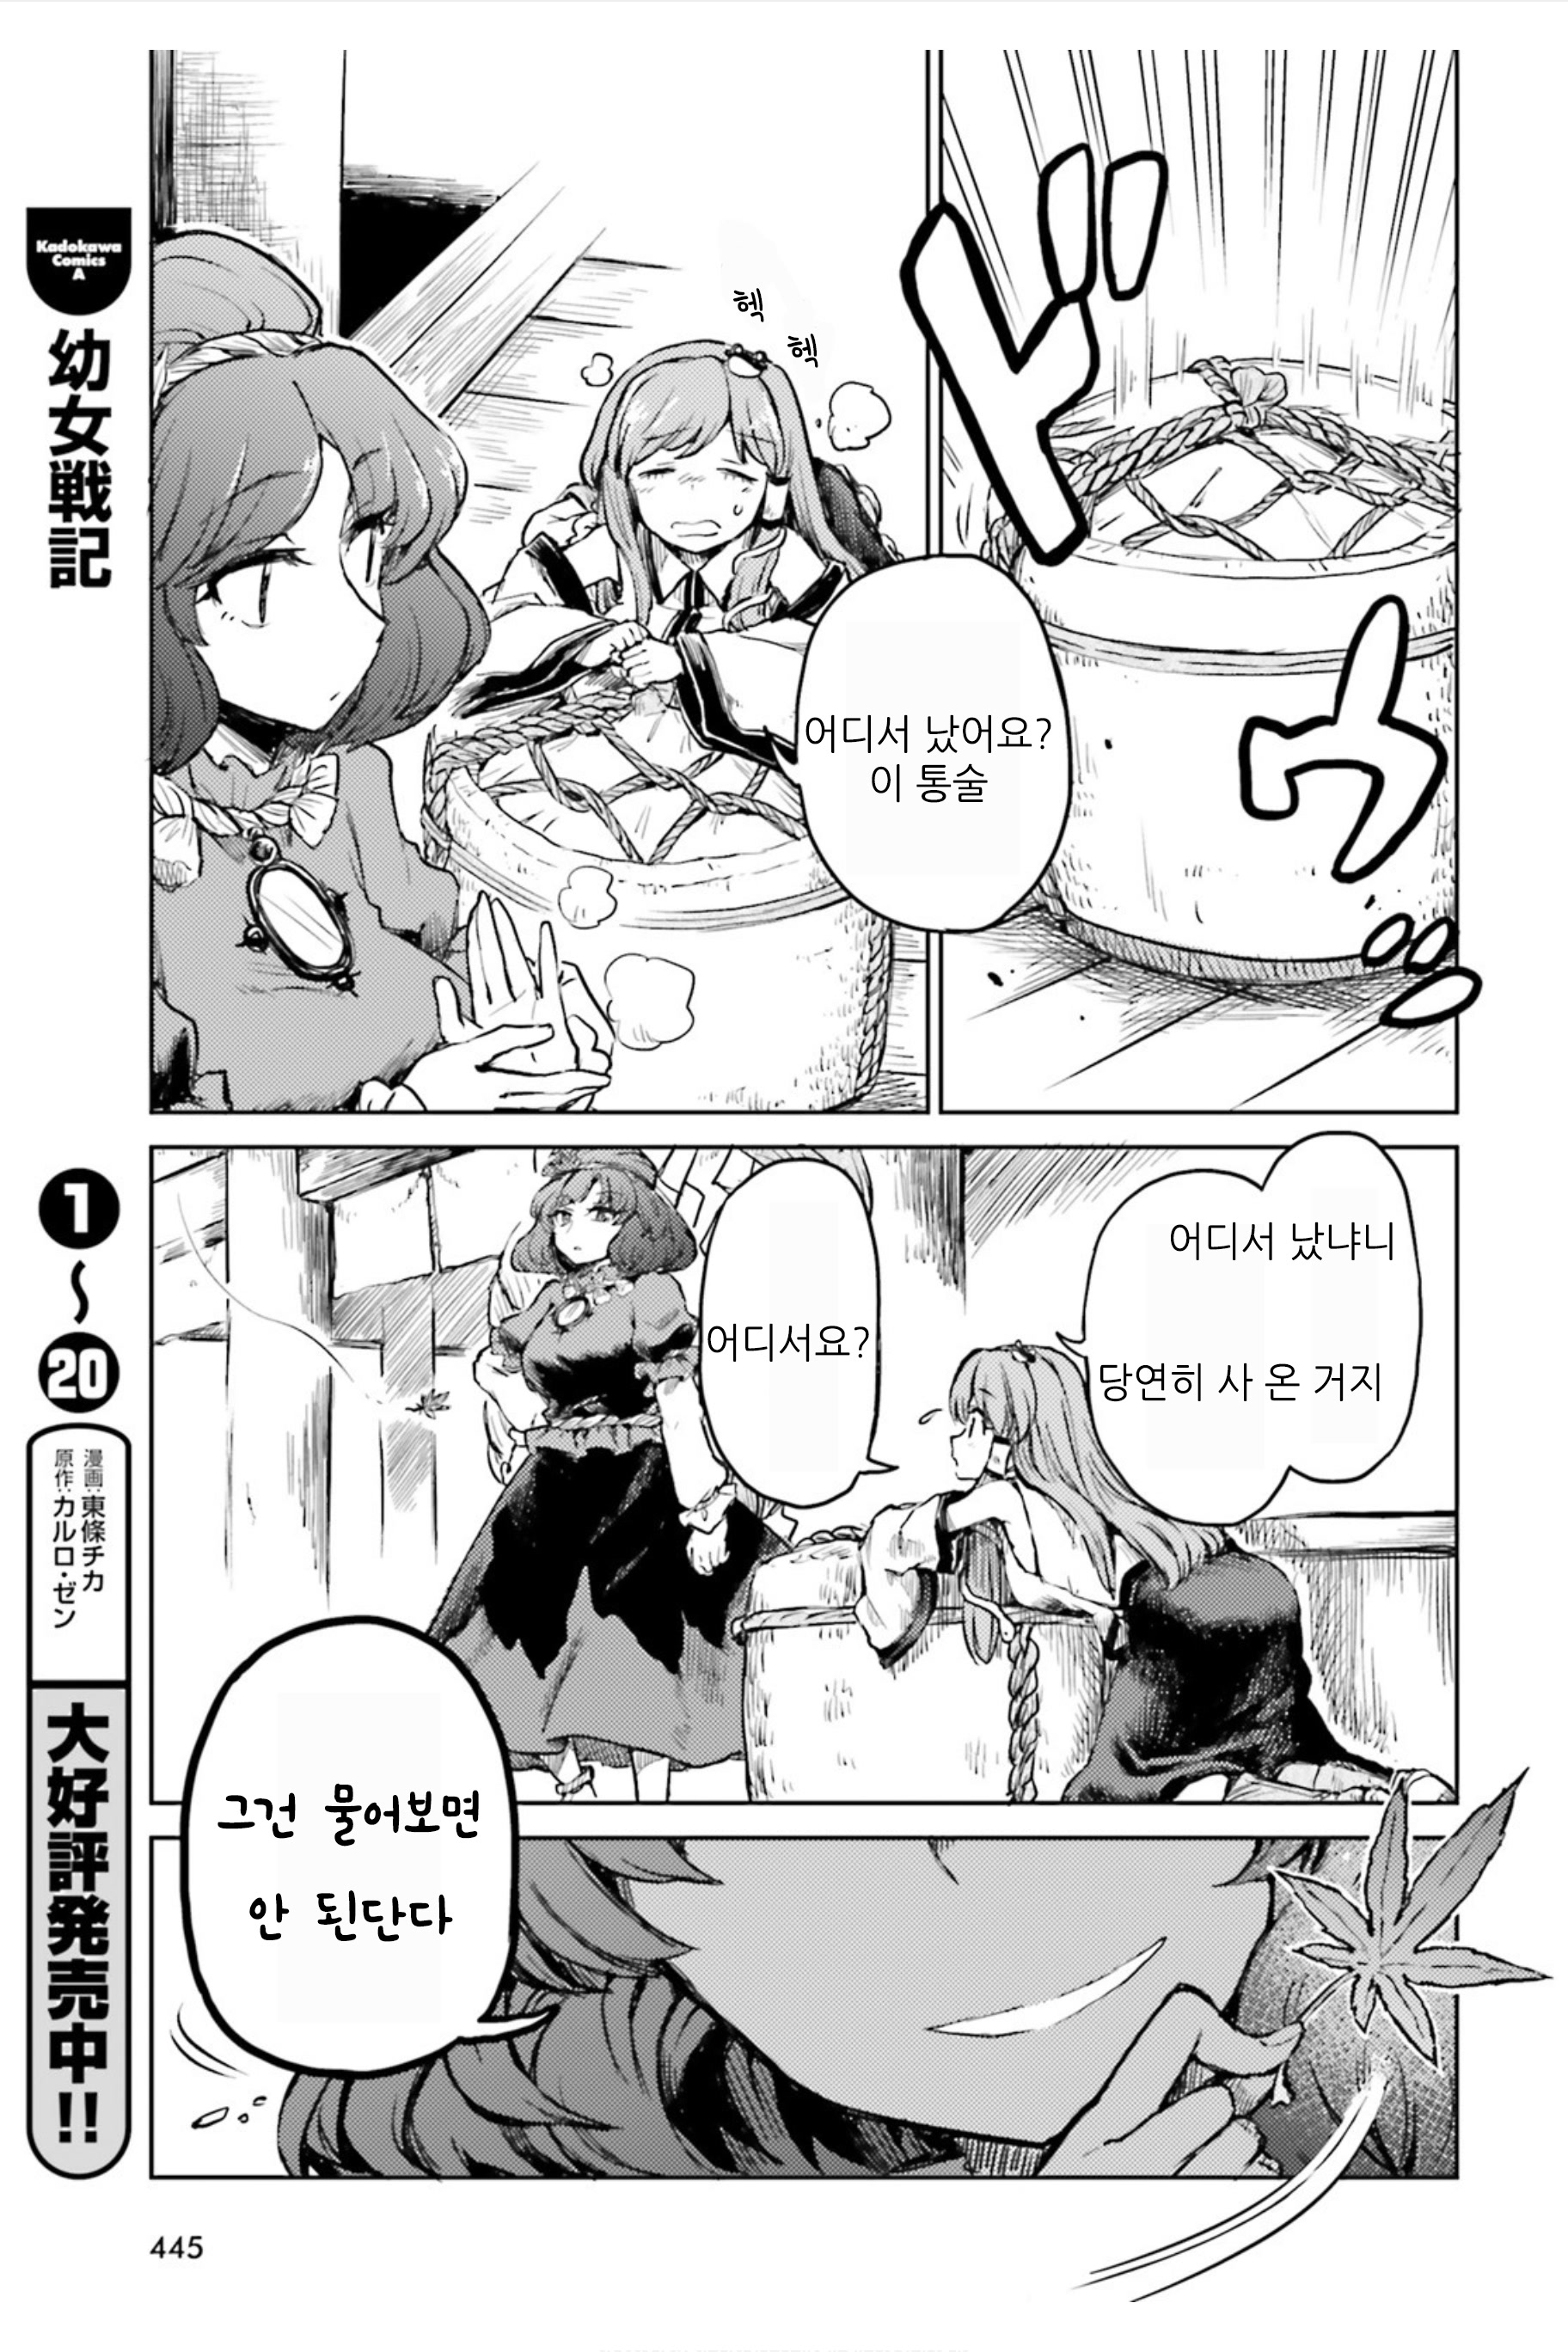 ドゥ
헥
헥
어디서 났어요?
이 통술
어디서 났냐니
당연히 사 온 거지
어디서요?
그건 물어보면
안 된단다
Kadokawa
Comics
A
幼女戦記
1
〜
20
漫画:東條チカ
原作:カルロ・ゼン
大好評発売中!!
445